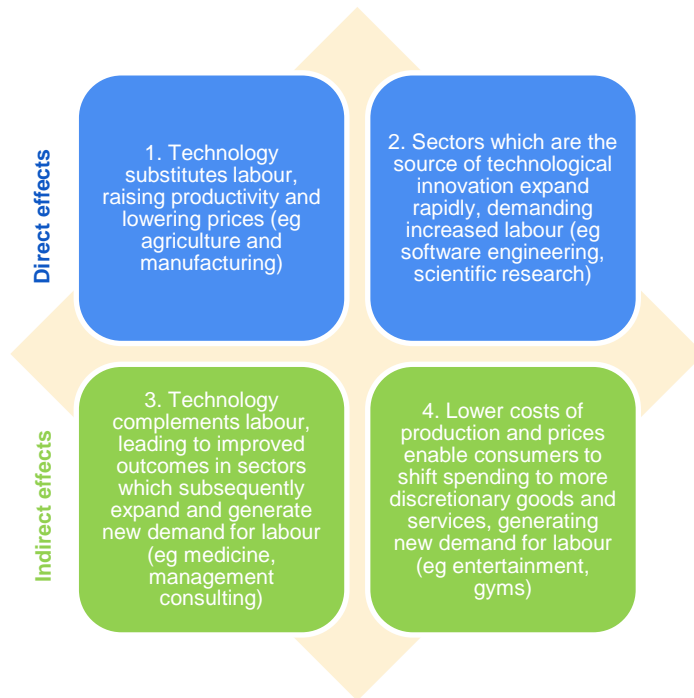 Direct effects
1. Technology
substitutes labour,
raising productivity and
lowering prices (eg
agriculture and
manufacturing)
2. Sectors which are the
source of technological
innovation expand
rapidly, demanding
increased labour (eg
software engineering,
scientific research)
Indirect effects
3. Technology
complements labour,
leading to improved
outcomes in sectors
which subsequently
expand and generate
new demand for labour
(eg medicine,
management
consulting)
4. Lower costs of
production and prices
enable consumers to
shift spending to more
discretionary goods and
services, generating
new demand for labour
(eg entertainment,
gyms)